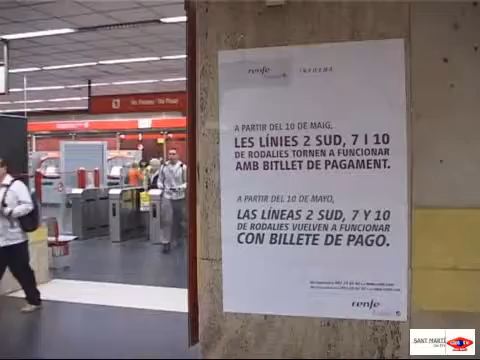 renfe
A PARTIR DEL 10 DE MAIG,
LES LÍNIES 2 SUD, 7 I 10
DE RODALIES TORNEN A FUNCIONAR
AMB BITLLET DE PAGAMENT.
A PARTIR DEL 10 DE MAYO,
LAS LÍNEAS 2 SUD, 7 Y 10
DE RODALIES VUELVEN A FUNCIONAR
CON BILLETE DE PAGO.
renfe
SANT MARTÍ